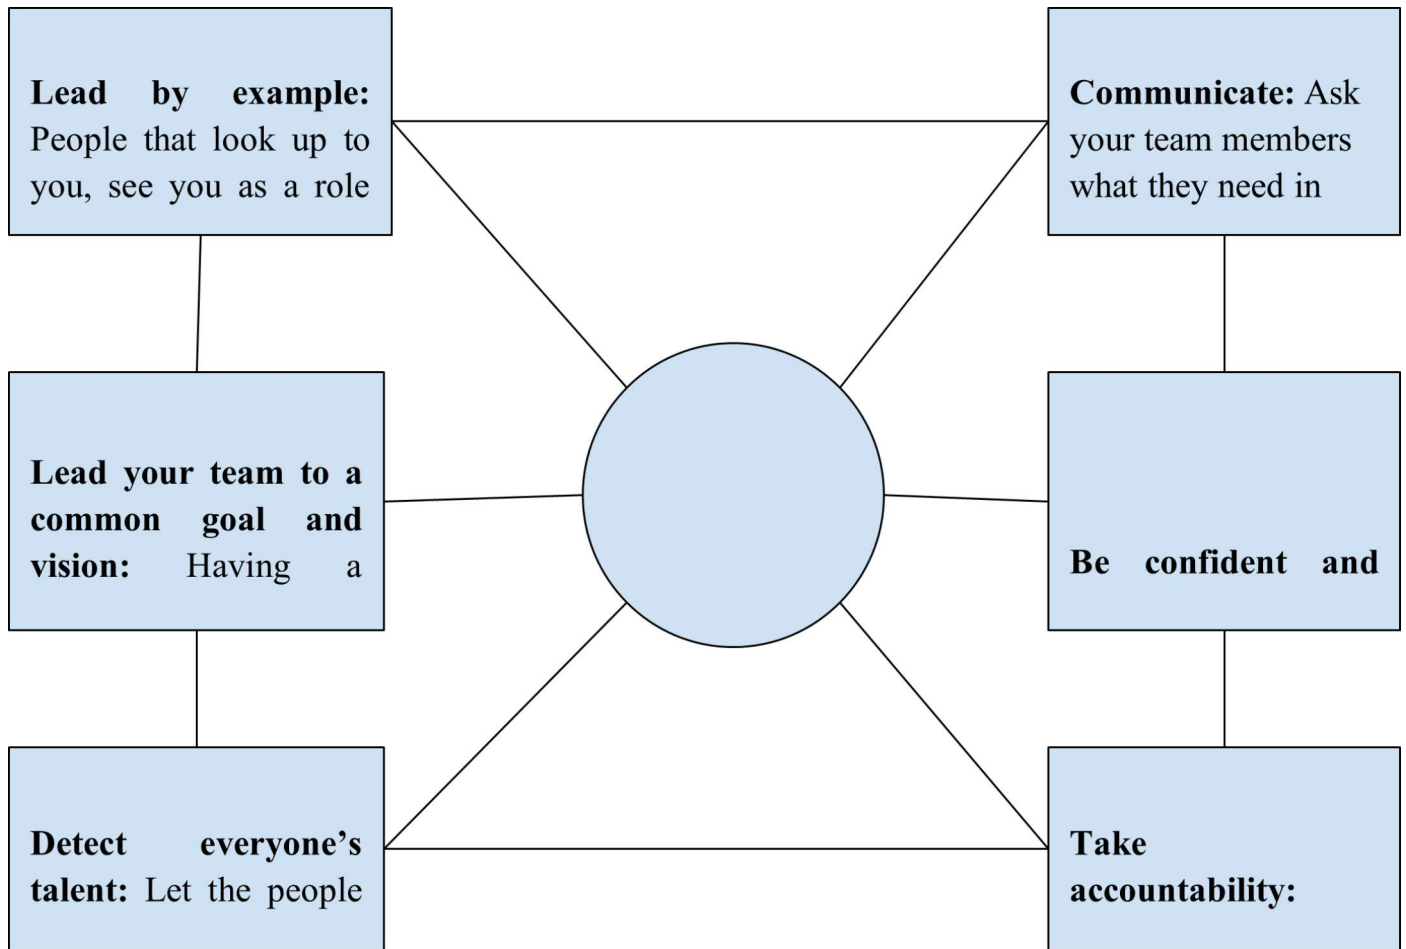 Lead by example:
People that look up to
you, see you as a role
Communicate: Ask
your team members
what they need in
Lead your team to a
common goal and
vision: Having a
Be confident and
Detect everyone’s
talent: Let the people
Take
accountability: